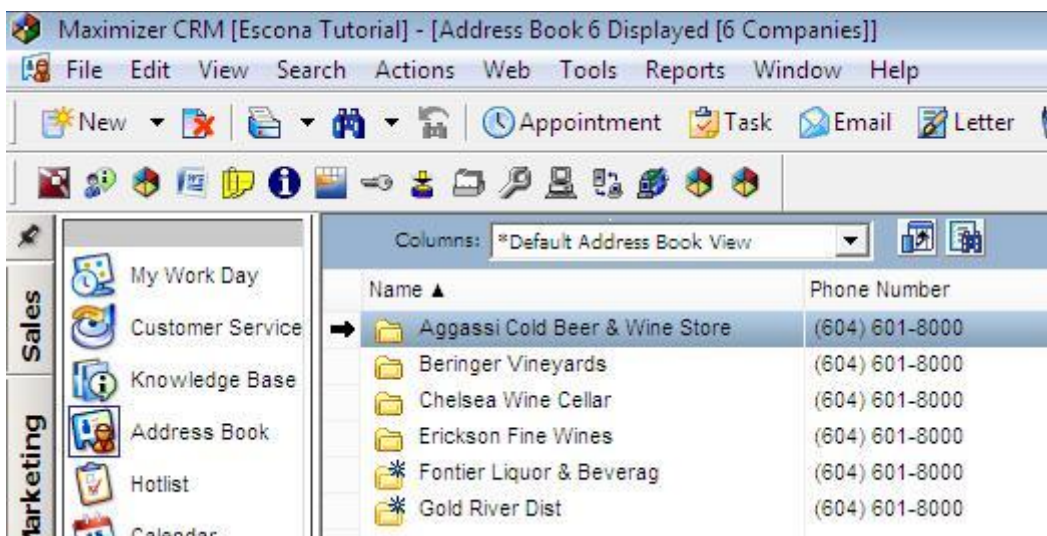 Maximizer CRM [Escona Tutorial] - [Address Book 6 Displayed [6 Companies]]
File Edit View Search Actions Web Tools Reports Window Help
New Appointment Task Email Letter
Columns: *Default Address Book View
Sales
Marketing
My Work Day
Customer Service
Knowledge Base
Address Book
Hotlist
Calendar
Name Phone Number
Aggassi Cold Beer & Wine Store (604) 601-8000
Beringer Vineyards (604) 601-8000
Chelsea Wine Cellar (604) 601-8000
Erickson Fine Wines (604) 601-8000
Fontier Liquor & Beverag (604) 601-8000
Gold River Dist (604) 601-8000